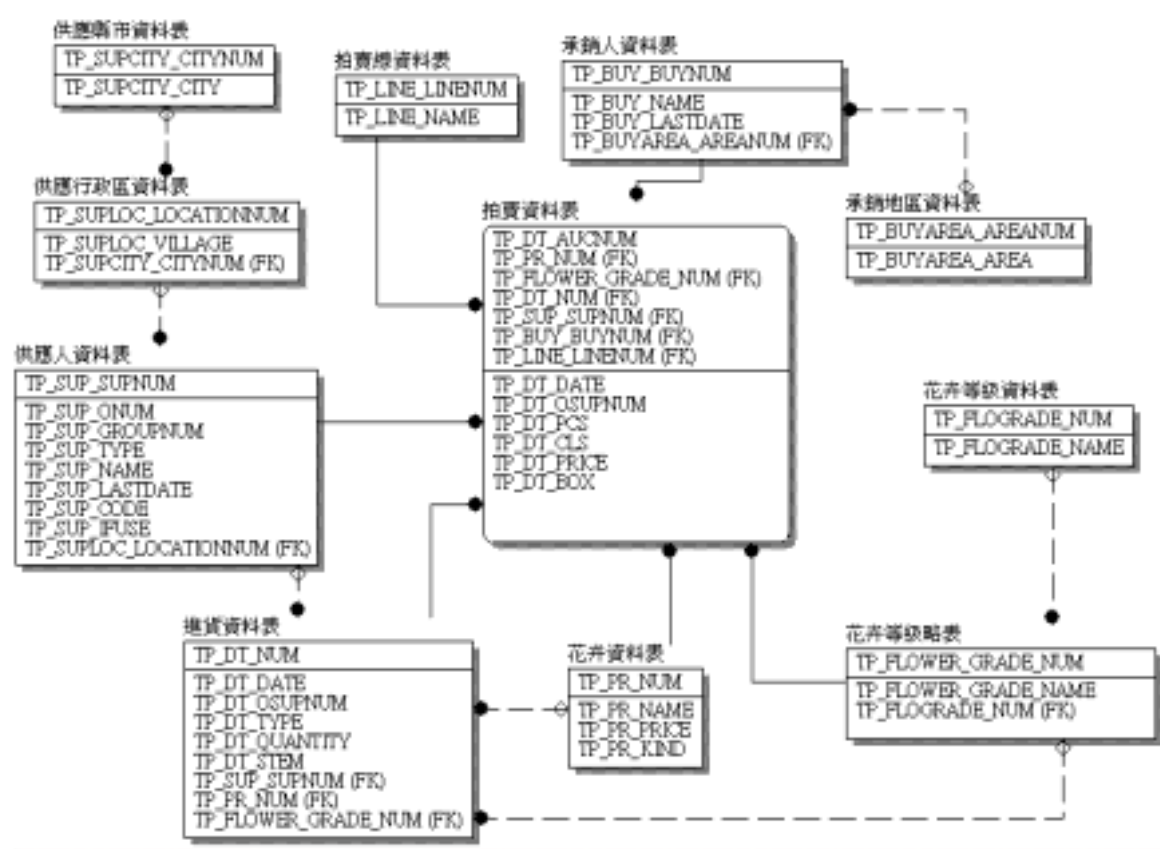 供應縣市資料表
TP_SUPCITY_CITYNUM
TP_SUPCITY_CITY
拍賣線資料表
TP_LINE_LINENUM
TP_LINE_NAME
承銷人資料表
TP_BUY_BUYNUM
TP_BUY_NAME
TP_BUY_LASTDATE
TP_BUYAREA_AREANUM (FK)
供應行政區資料表
TP_SUPLOC_LOCATIONNUM
TP_SUPLOC_VILLAGE
TP_SUPCITY_CITYNUM (FK)
拍賣資料表
TP_DT_AUCNUM
TP_PR_NUM (FK)
TP_FLOWER_GRADE_NUM (FK)
TP_DT_NUM (FK)
TP_SUP_SUPNUM (FK)
TP_BUY_BUYNUM (FK)
TP_LINE_LINENUM (FK)
TP_DT_DATE
TP_DT_OSUPNUM
TP_DT_PCS
TP_DT_CLS
TP_DT_PRICE
TP_DT_BOX
承銷地區資料表
TP_BUYAREA_AREANUM
TP_BUYAREA_AREA
供應人資料表
TP_SUP_SUPNUM
TP_SUP_ONUM
TP_SUP_GROUPNUM
TP_SUP_TYPE
TP_SUP_NAME
TP_SUP_LASTDATE
TP_SUP_CODE
TP_SUP_IFUSE
TP_SUPLOC_LOCATIONNUM (FK)
花卉等級資料表
TP_FLOGRADE_NUM
TP_FLOGRADE_NAME
進貨資料表
TP_DT_NUM
TP_DT_DATE
TP_DT_OSUPNUM
TP_DT_TYPE
TP_DT_QUANTITY
TP_DT_STEM
TP_SUP_SUPNUM (FK)
TP_PR_NUM (FK)
TP_FLOWER_GRADE_NUM (FK)
花卉資料表
TP_PR_NUM
TP_PR_NAME
TP_PR_PRICE
TP_PR_KIND
花卉等級略表
TP_FLOWER_GRADE_NUM
TP_FLOWER_GRADE_NAME
TP_FLOGRADE_NUM (FK)